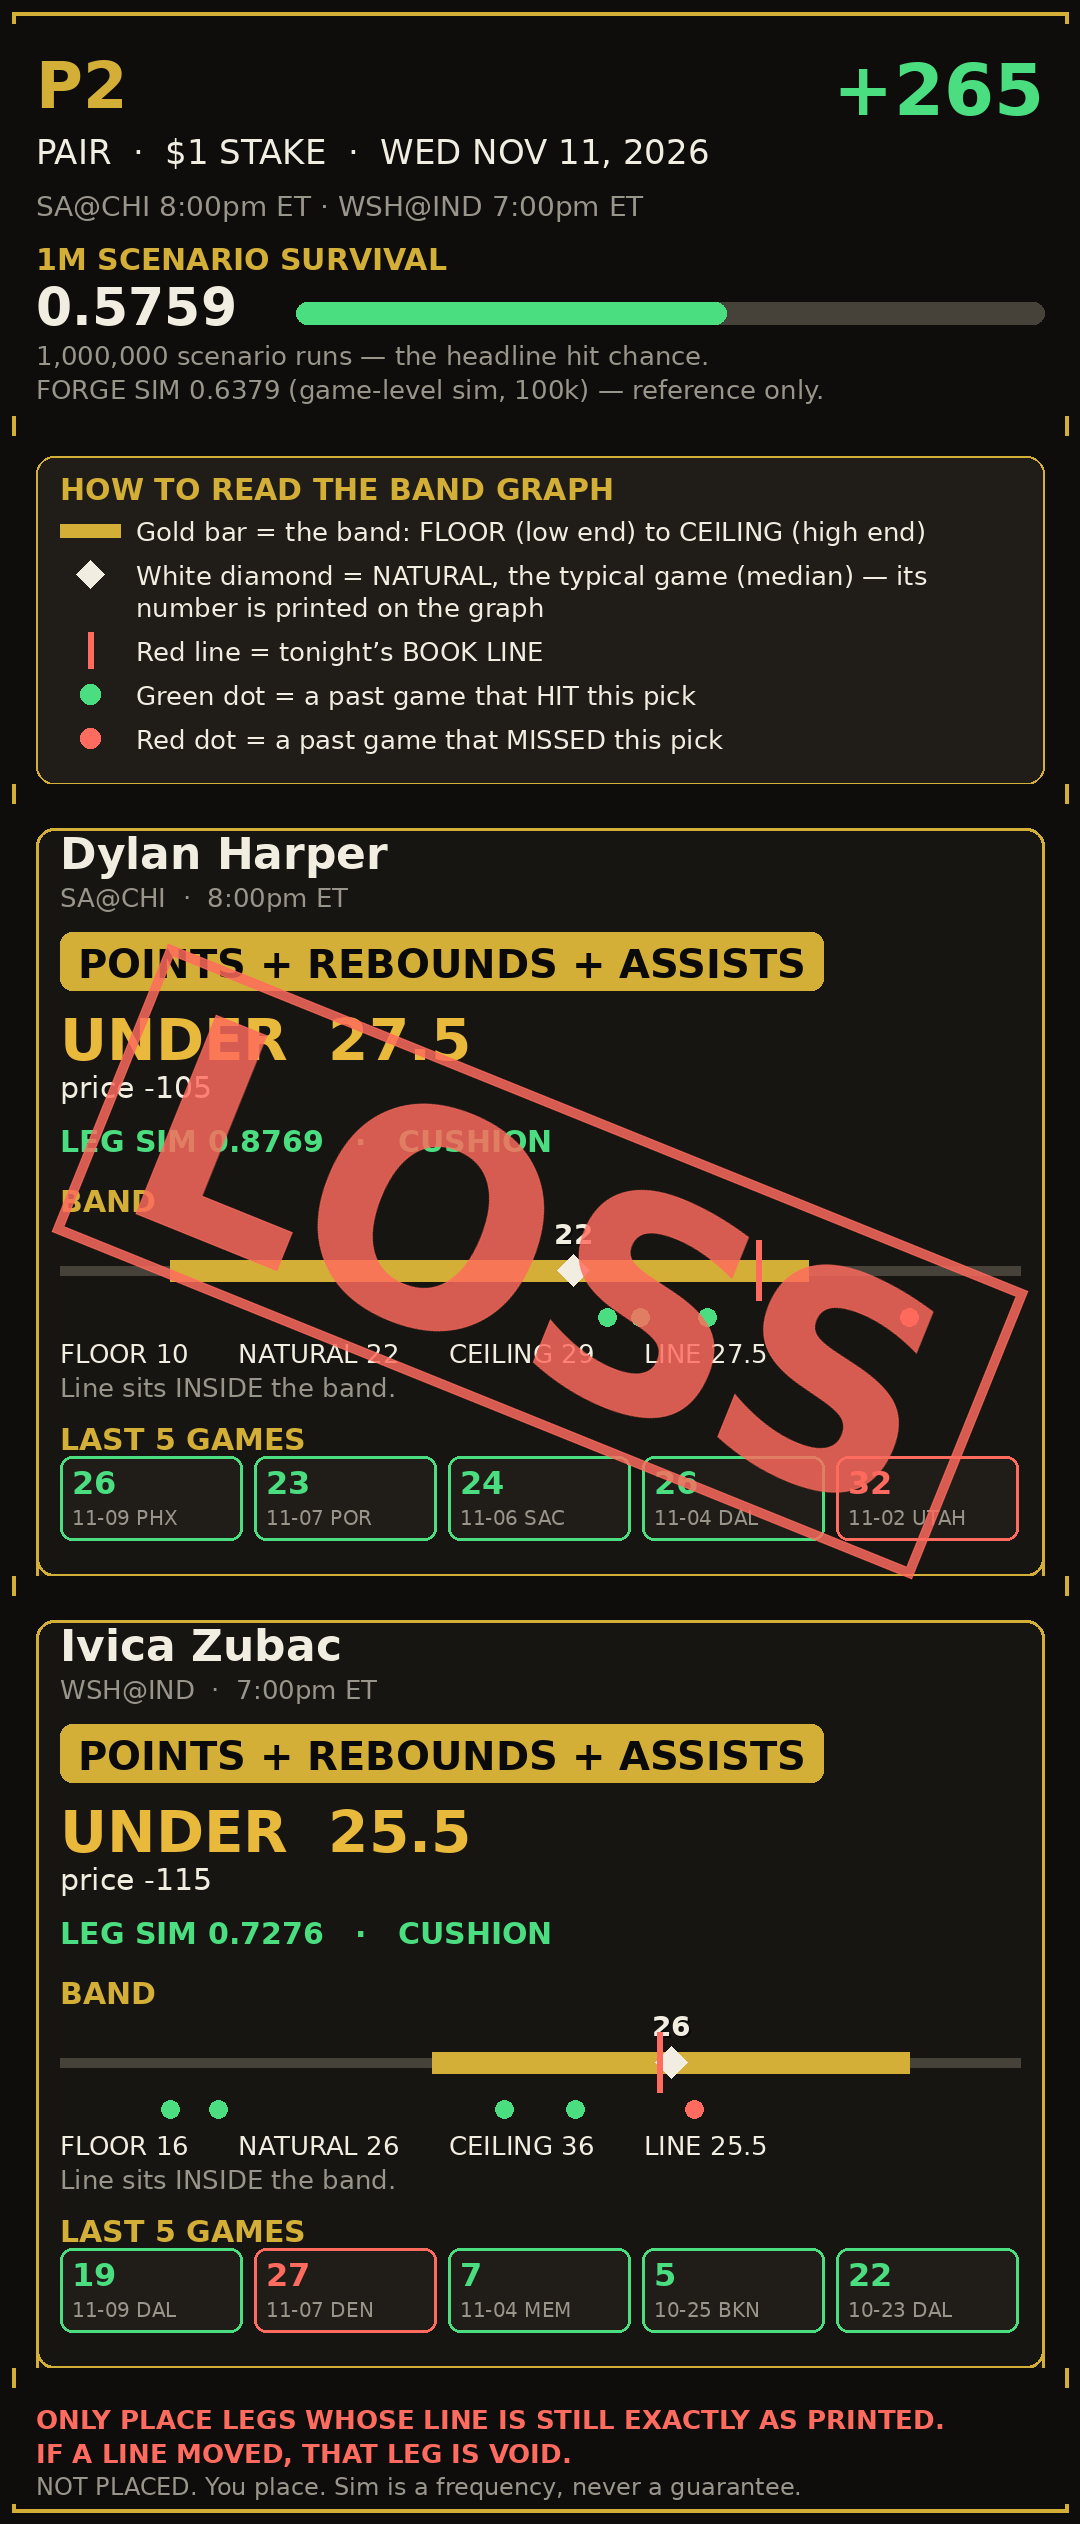 P2
+265
PAIR · $1 STAKE · WED NOV 11, 2026
SA@CHI 8:00pm ET · WSH@IND 7:00pm ET
1M SCENARIO SURVIVAL
0.5759
1,000,000 scenario runs — the headline hit chance.
FORGE SIM 0.6379 (game-level sim, 100k) — reference only.
HOW TO READ THE BAND GRAPH
Gold bar = the band: FLOOR (low end) to CEILING (high end)
White diamond = NATURAL, the typical game (median) — its
number is printed on the graph
Red line = tonight’s BOOK LINE
Green dot = a past game that HIT this pick
Red dot = a past game that MISSED this pick
Dylan Harper
SA@CHI · 8:00pm ET
POINTS + REBOUNDS + ASSISTS
UNDER 27.5
price -105
LEG SIM 0.8769 · CUSHION
BAND
22
FLOOR 10 NATURAL 22 CEILING 29 LINE 27.5
Line sits INSIDE the band.
LAST 5 GAMES
26 23 24 26 32
11-09 PHX 11-07 POR 11-06 SAC 11-04 DAL 11-02 UTAH
LOSS
Ivica Zubac
WSH@IND · 7:00pm ET
POINTS + REBOUNDS + ASSISTS
UNDER 25.5
price -115
LEG SIM 0.7276 · CUSHION
BAND
26
FLOOR 16 NATURAL 26 CEILING 36 LINE 25.5
Line sits INSIDE the band.
LAST 5 GAMES
19 27 7 5 22
11-09 DAL 11-07 DEN 11-04 MEM 10-25 BKN 10-23 DAL
ONLY PLACE LEGS WHOSE LINE IS STILL EXACTLY AS PRINTED.
IF A LINE MOVED, THAT LEG IS VOID.
NOT PLACED. You place. Sim is a frequency, never a guarantee.